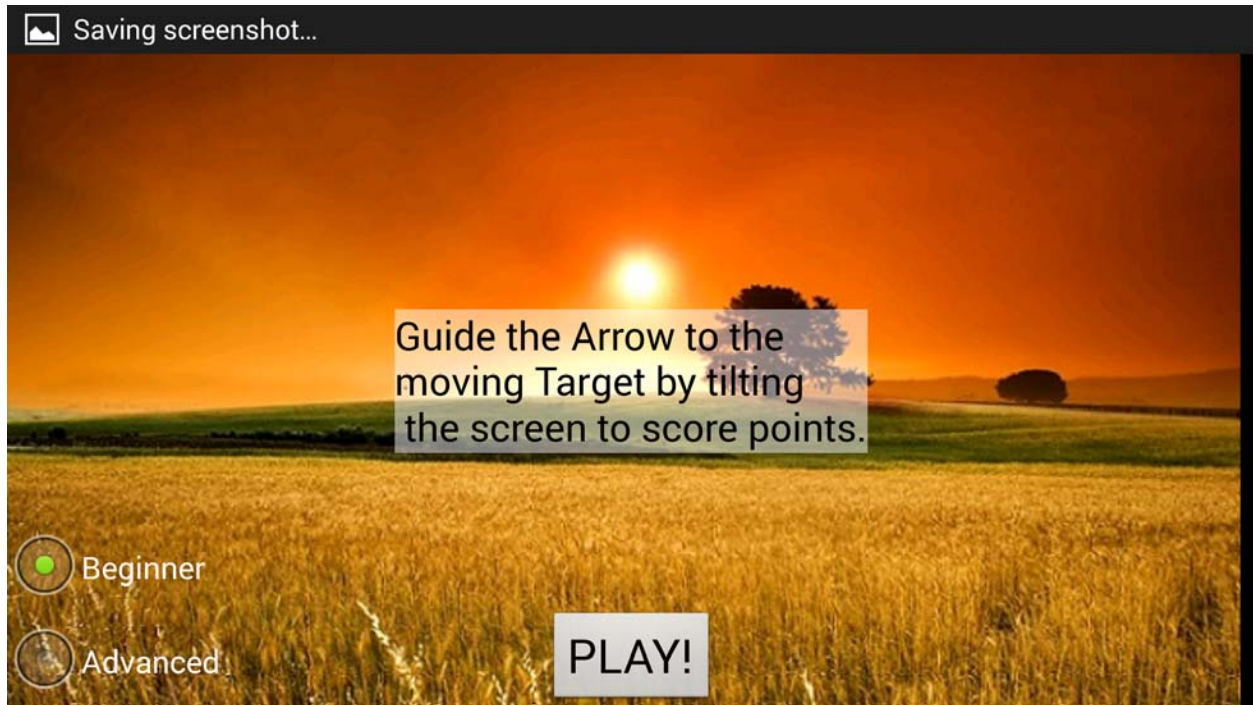 Saving screenshot...
Guide the Arrow to the
moving Target by tilting
the screen to score points.
Beginner
Advanced
PLAY!